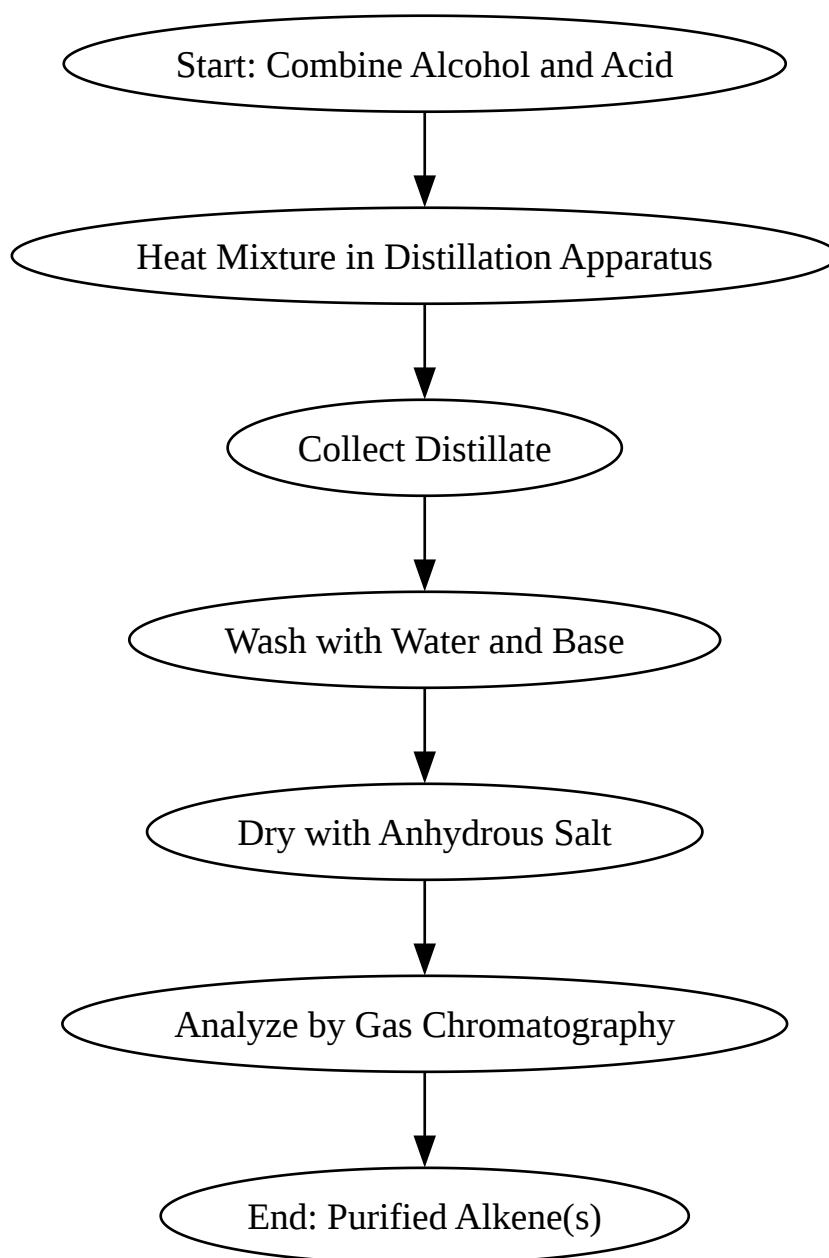 Start: Combine Alcohol and Acid
Heat Mixture in Distillation Apparatus
Collect Distillate
Wash with Water and Base
Dry with Anhydrous Salt
Analyze by Gas Chromatography
End: Purified Alkene(s)